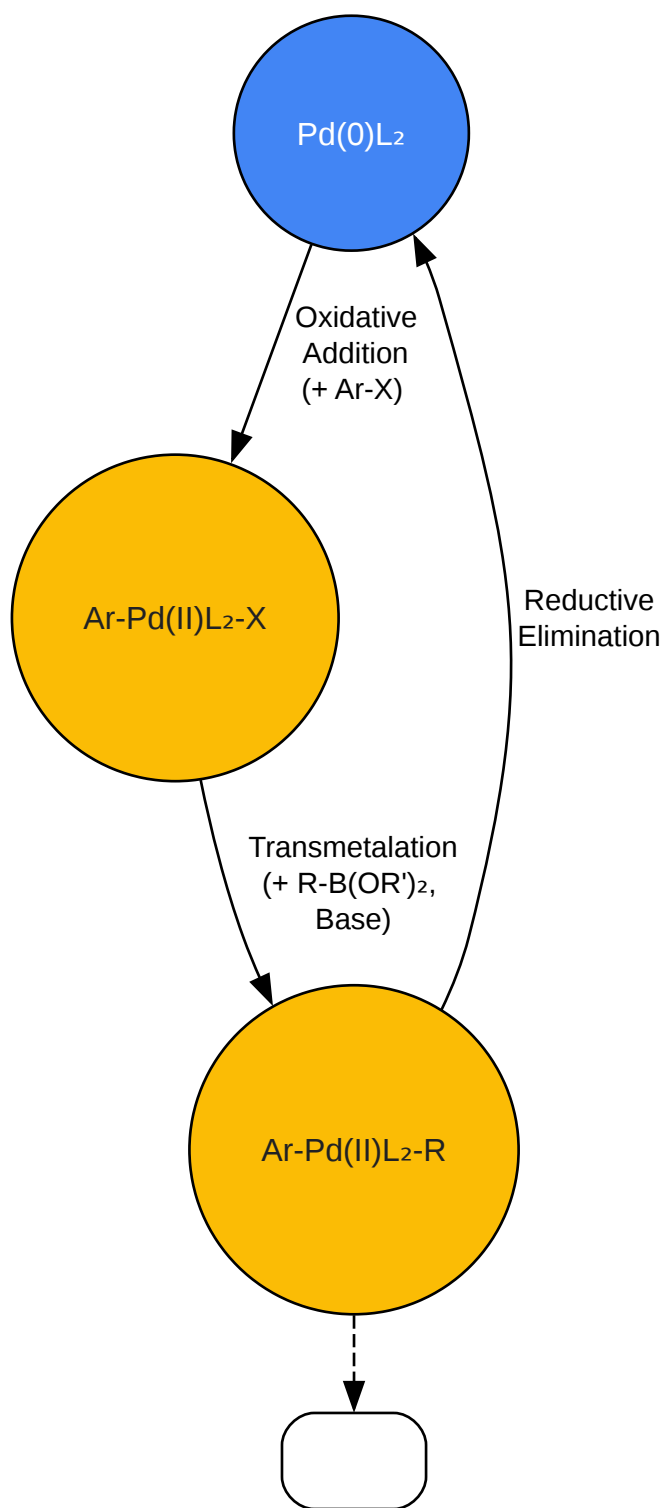 Pd(0)L₂
Oxidative
Addition
(+ Ar-X)
Ar-Pd(II)L₂-X
Reductive
Elimination
Transmetalation
(+ R-B(OR')₂,
Base)
Ar-Pd(II)L₂-R